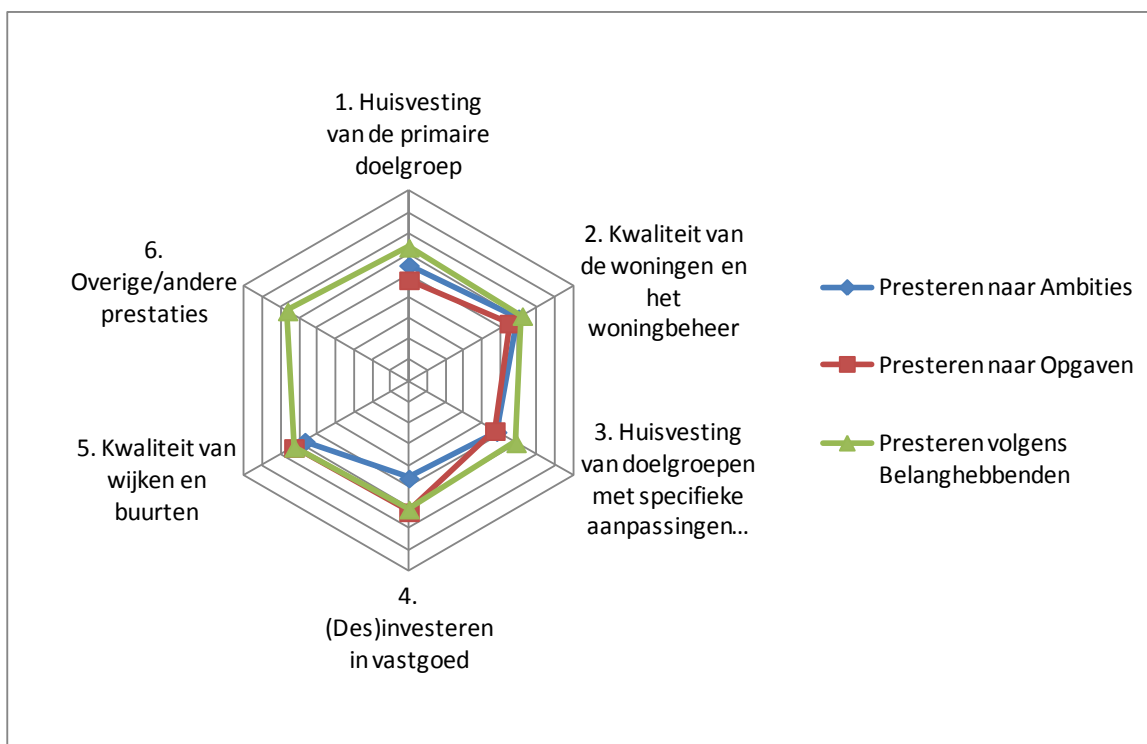 1. Huisvesting
van de primaire
doelgroep
2. Kwaliteit van
de woningen en
het
woningbeheer
3. Huisvesting
van doelgroepen
met specifieke
aanpassingen...
4.
(Des)investeren
in vastgoed
5. Kwaliteit van
wijken en
buurten
6.
Overige/andere
prestaties
Presteren naar Ambities
Presteren naar Opgaven
Presteren volgens
Belanghebbenden